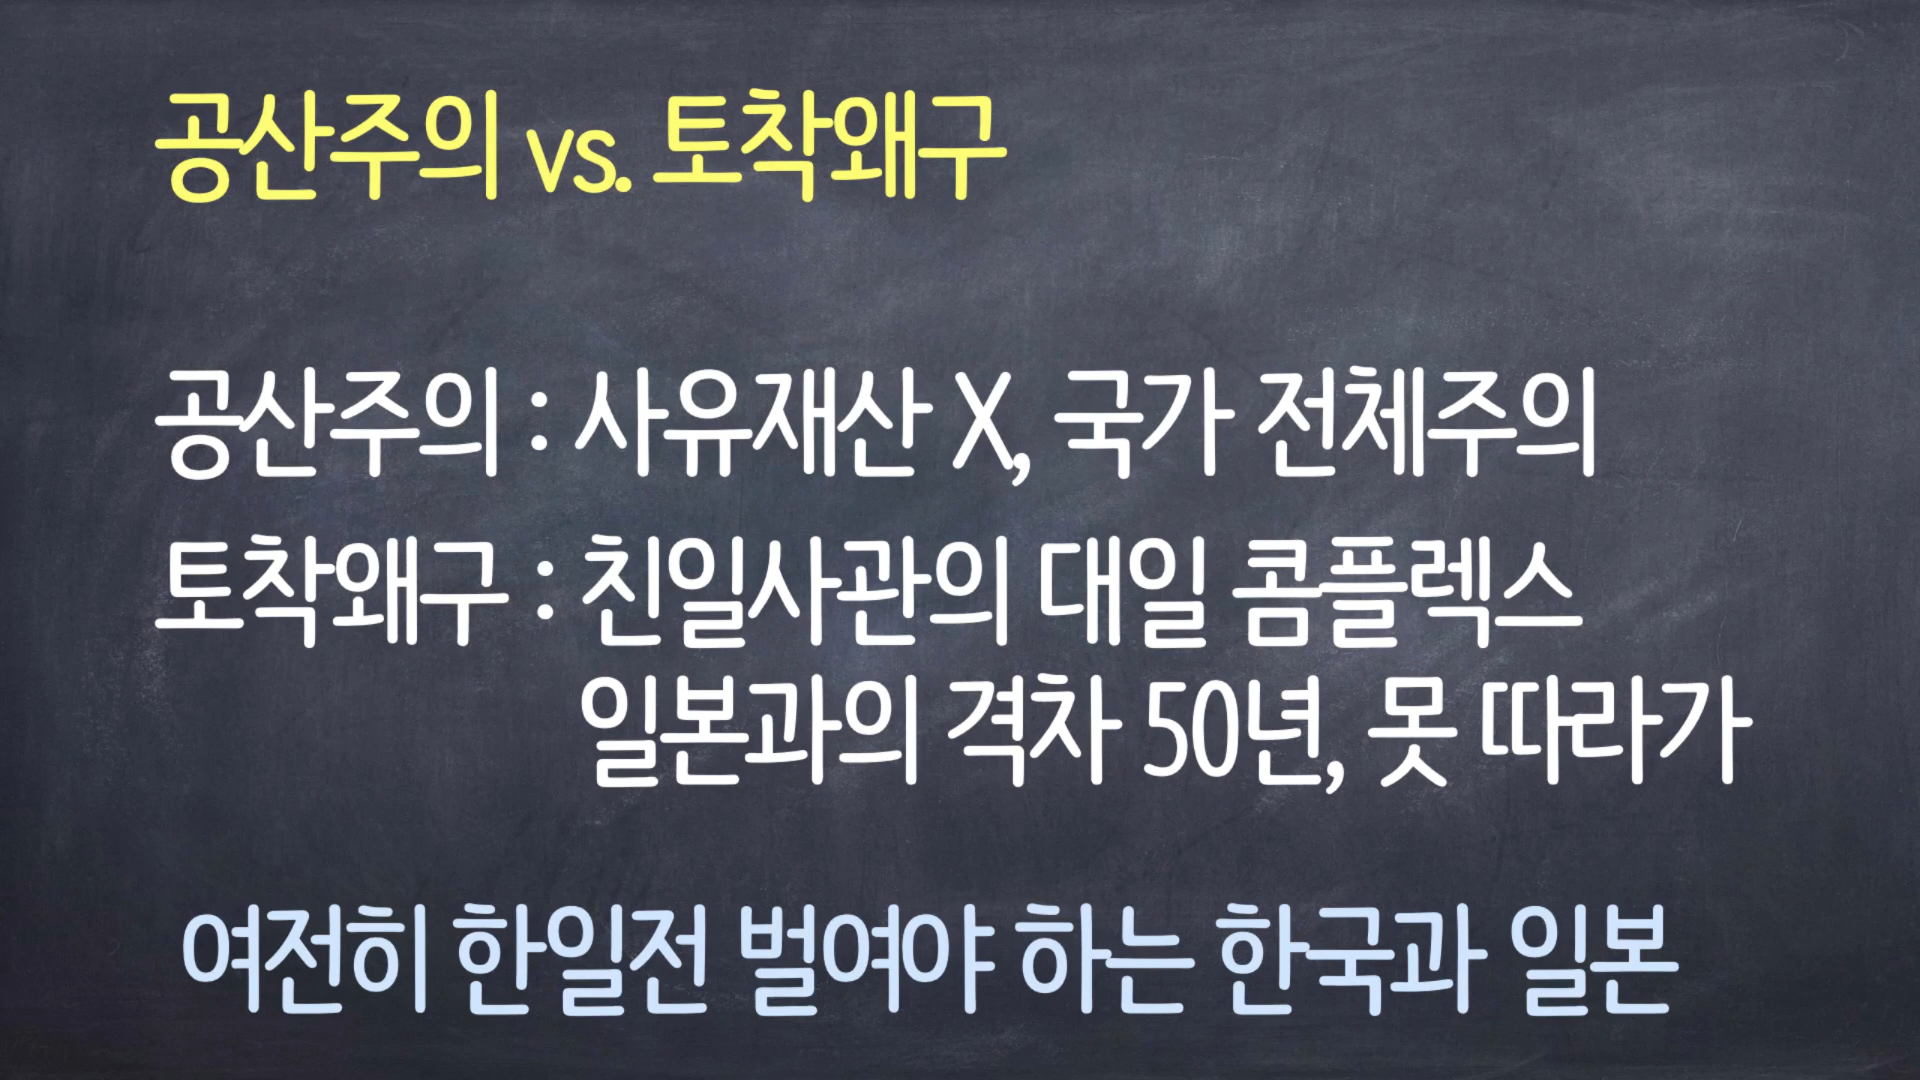 공산주의 vs. 토착왜구
공산주의 : 사유재산 X, 국가 전체주의
토착왜구 : 친일사관의 대일 콤플렉스
일본과의 격차 50년, 못 따라가
여전히 한일전 벌여야 하는 한국과 일본